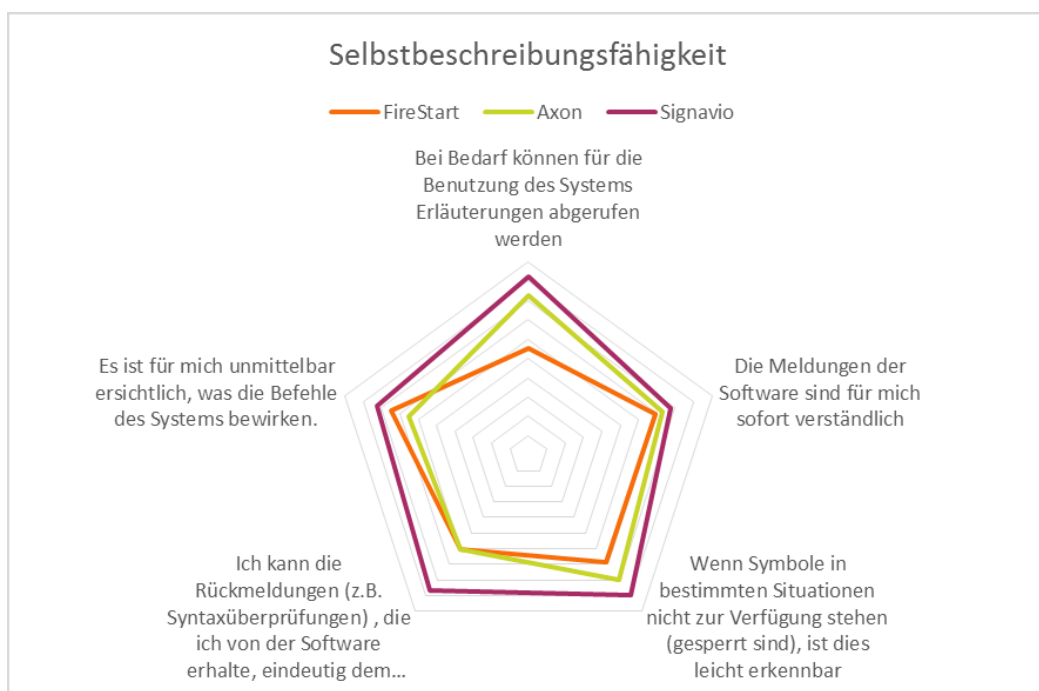 Selbstbeschreibungsfähigkeit
FireStart Axon Signavio
Bei Bedarf können für die
Benutzung des Systems
Erläuterungen abgerufen
werden
Die Meldungen der
Software sind für mich
sofort verständlich
Wenn Symbole in
bestimmten Situationen
nicht zur Verfügung stehen
(gesperrt sind), ist dies
leicht erkennbar
Ich kann die
Rückmeldungen (z.B.
Syntaxüberprüfungen) , die
ich von der Software
erhalte, eindeutig dem...
Es ist für mich unmittelbar
ersichtlich, was die Befehle
des Systems bewirken.